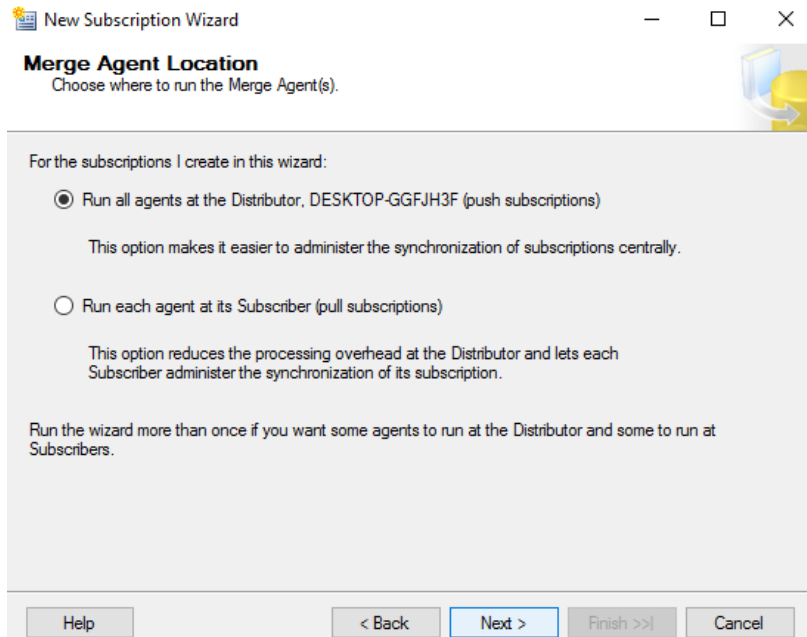 New Subscription Wizard
Merge Agent Location
Choose where to run the Merge Agent(s).
For the subscriptions I create in this wizard:
Run all agents at the Distributor, DESKTOP-GGFJH3F (push subscriptions)
This option makes it easier to administer the synchronization of subscriptions centrally.
Run each agent at its Subscriber (pull subscriptions)
This option reduces the processing overhead at the Distributor and lets each
Subscriber administer the synchronization of its subscription.
Run the wizard more than once if you want some agents to run at the Distributor and some to run at
Subscribers.
Help < Back Next > Finish >>| Cancel